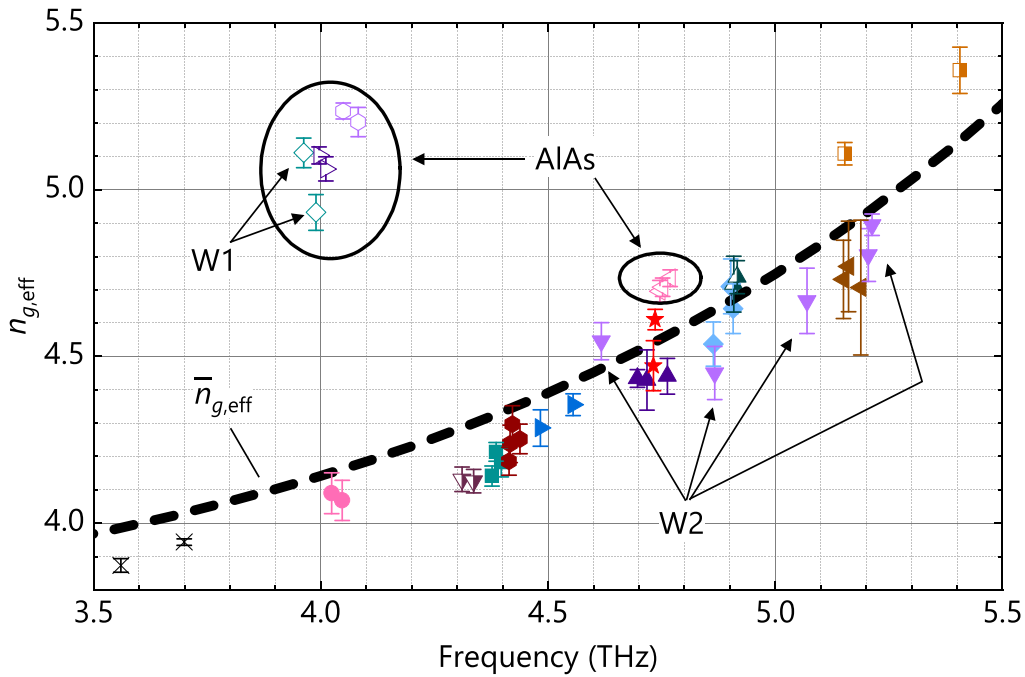 5.5
5.0
4.5
4.0
n_g,eff
AlAs
W1
n̅_g,eff
W2
3.5 4.0 4.5 5.0 5.5
Frequency (THz)